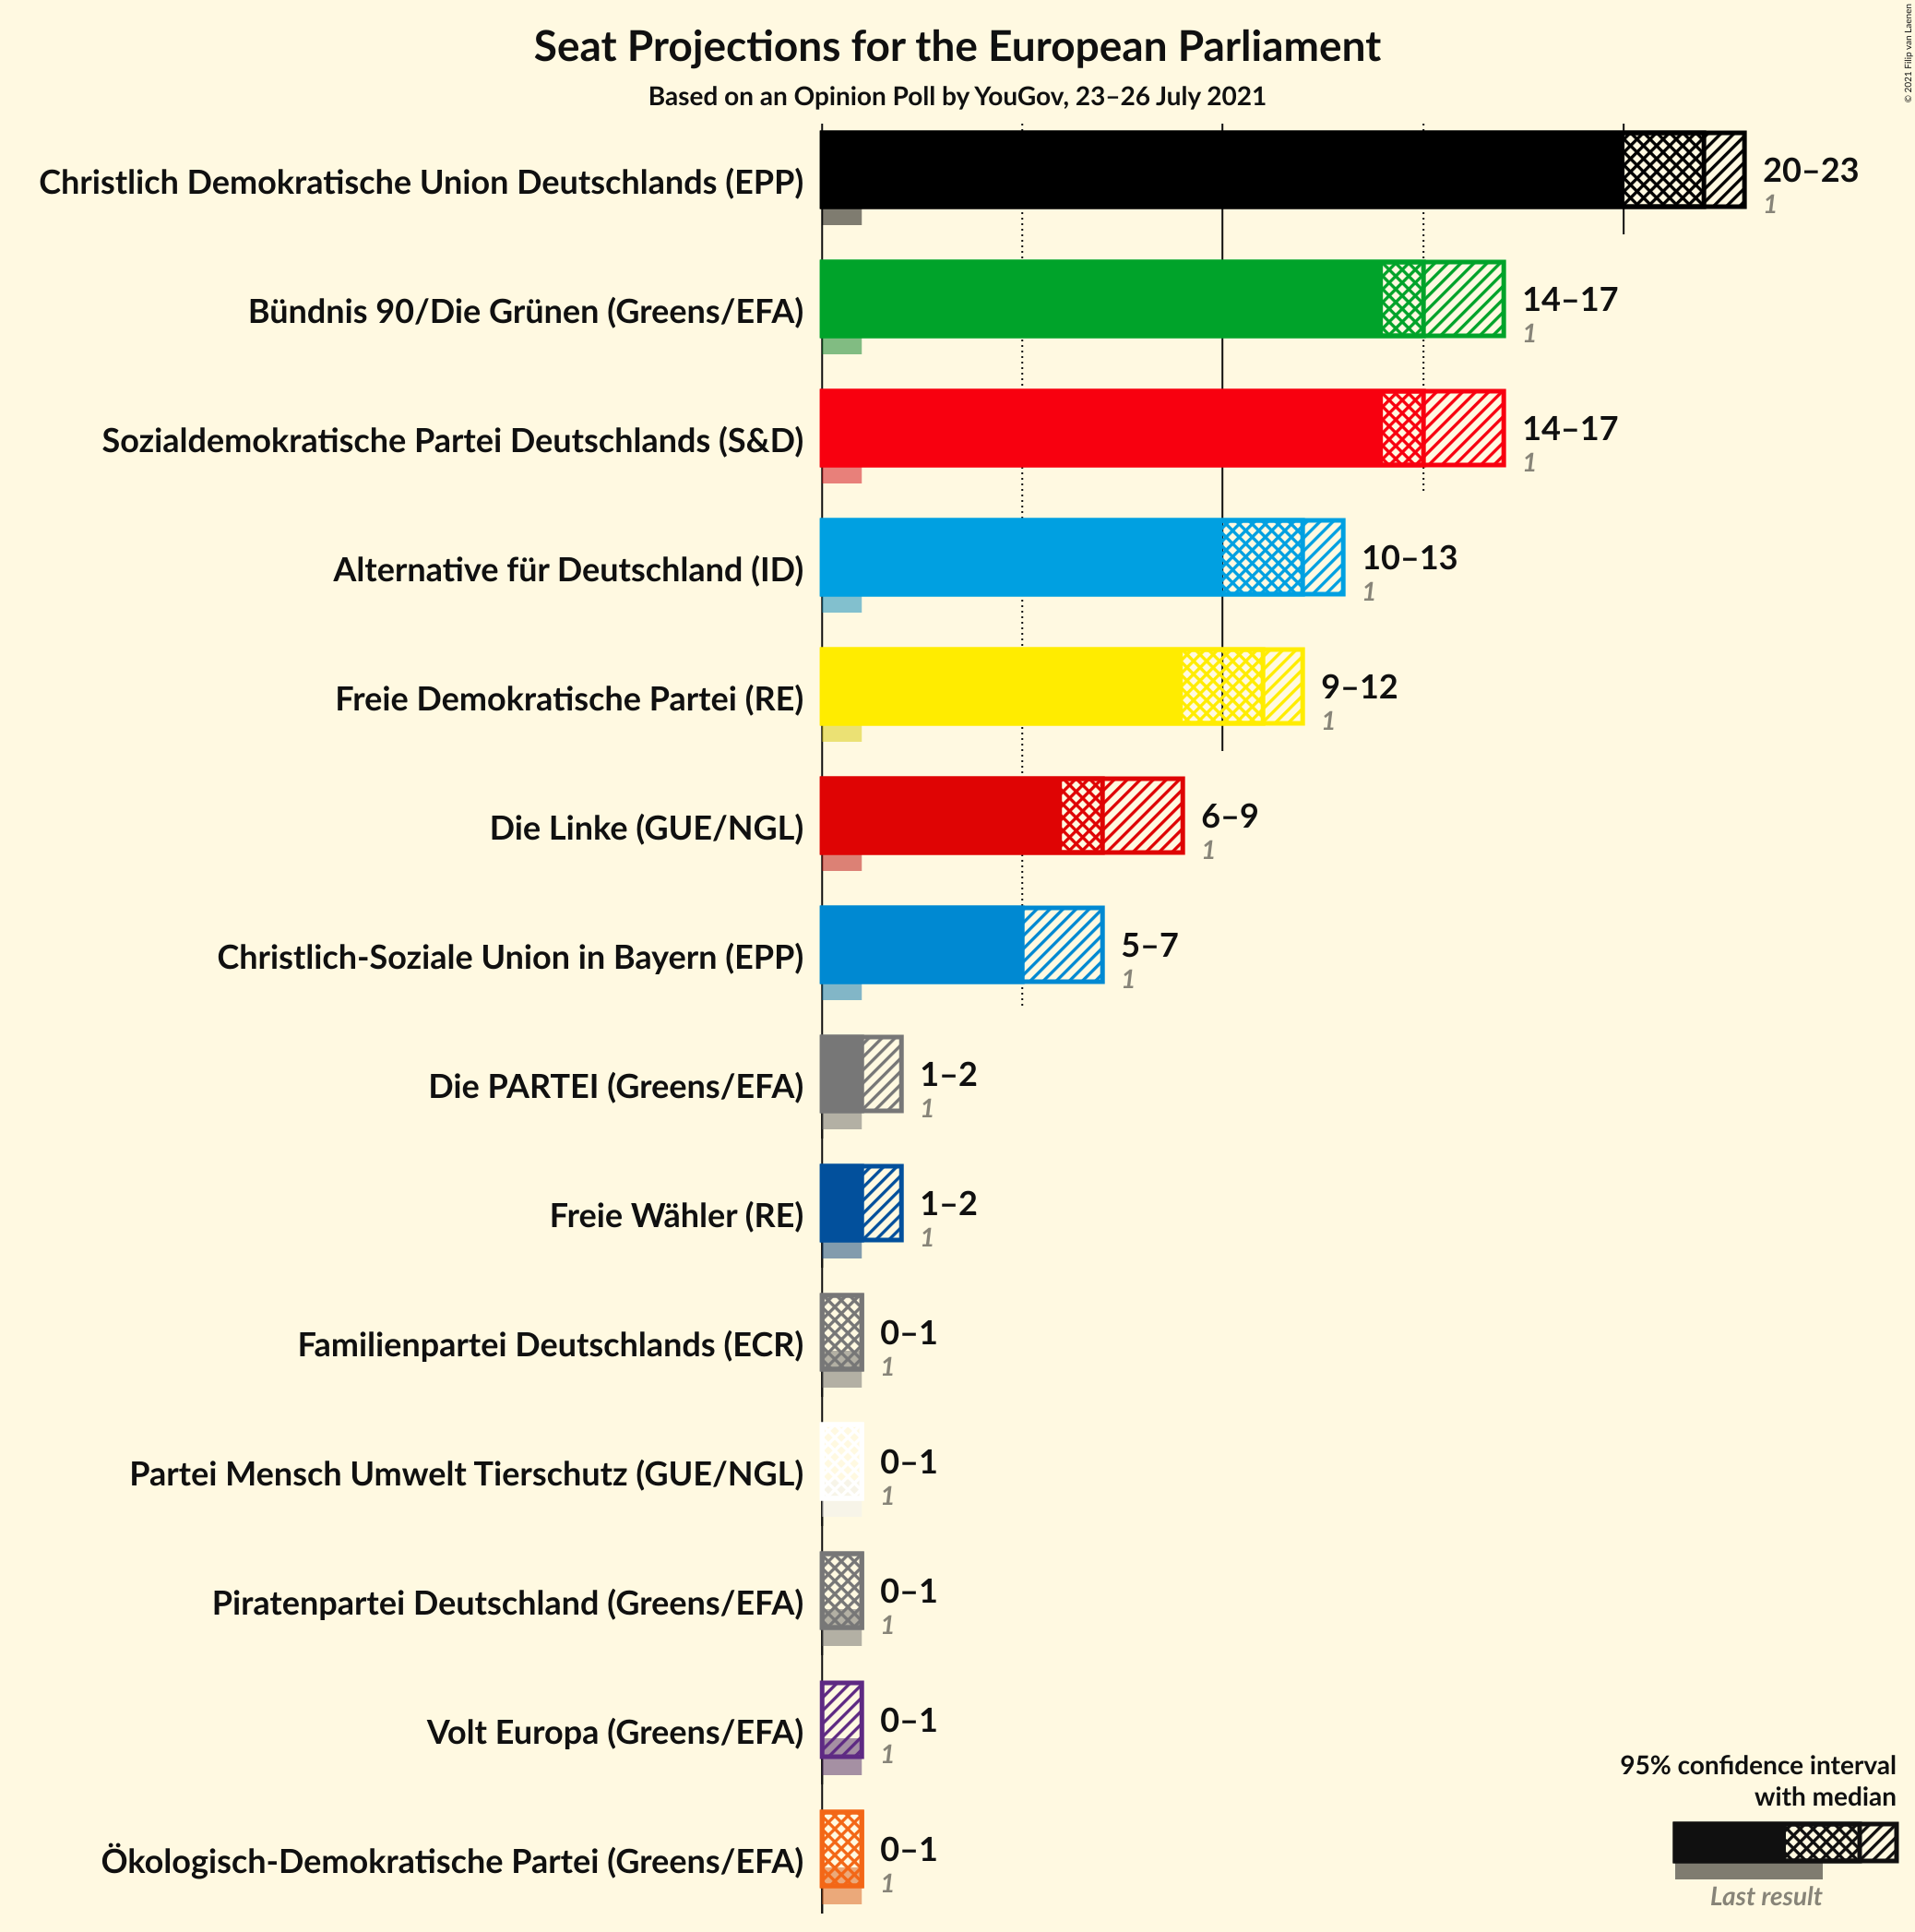 Seat Projections for the European Parliament
Based on an Opinion Poll by YouGov, 23–26 July 2021
© 2021 Filip van Laenen
Christlich Demokratische Union Deutschlands (EPP)
20–23
1
Bündnis 90/Die Grünen (Greens/EFA)
14–17
1
Sozialdemokratische Partei Deutschlands (S&D)
14–17
1
Alternative für Deutschland (ID)
10–13
1
Freie Demokratische Partei (RE)
9–12
1
Die Linke (GUE/NGL)
6–9
1
Christlich-Soziale Union in Bayern (EPP)
5–7
1
Die PARTEI (Greens/EFA)
1–2
1
Freie Wähler (RE)
1–2
1
Familienpartei Deutschlands (ECR)
0–1
1
Partei Mensch Umwelt Tierschutz (GUE/NGL)
0–1
1
Piratenpartei Deutschland (Greens/EFA)
0–1
1
Volt Europa (Greens/EFA)
0–1
1
Ökologisch-Demokratische Partei (Greens/EFA)
0–1
1
95% confidence interval
with median
Last result